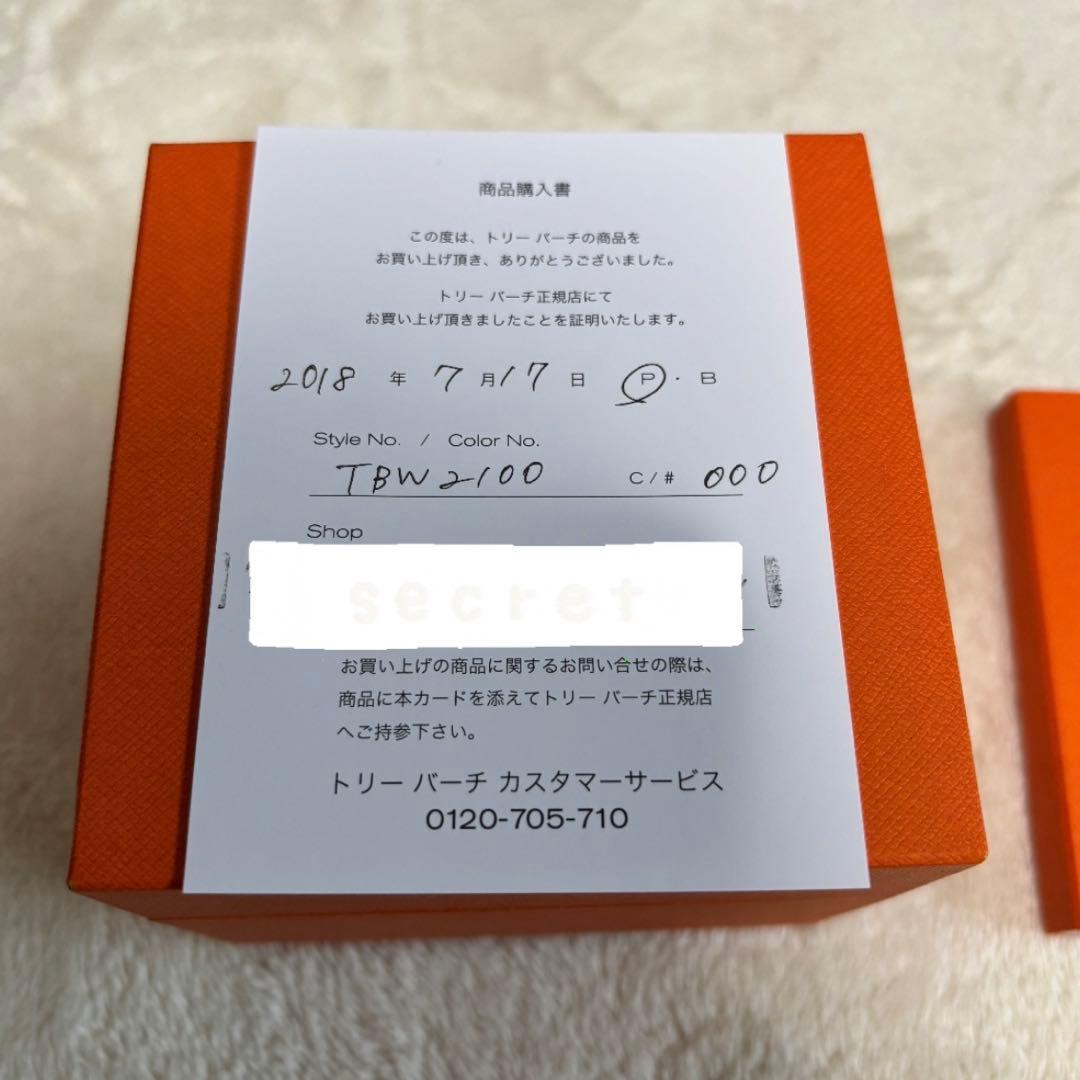 商品購入書
この度は、トリー バーチの商品を
お買い上げ頂き、ありがとうございました。
トリー バーチ正規店にて
お買い上げ頂きましたことを証明いたします。
2018 年 7 月 17 日 P・B
Style No. / Color No.
TBW2100 C/# 000
Shop
secret
お買い上げの商品に関するお問い合せの際は、
商品に本カードを添えてトリー バーチ正規店
へご持参下さい。
トリー バーチ カスタマーサービス
0120-705-710